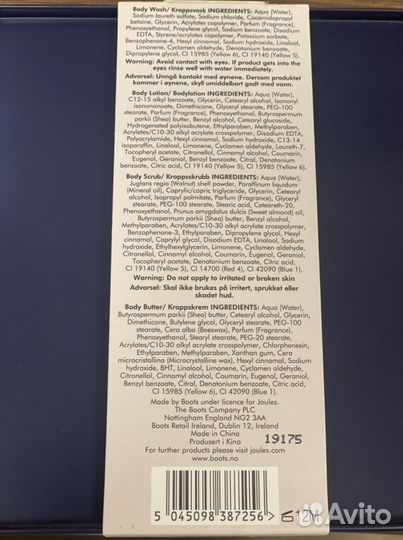 Body Wash/ Kroppsvask INGREDIENTS: Aqua (Water),
Sodium laureth sulfate, Sodium chloride, Cocamidopropyl
betaine, Glycerin, Acrylates copolymer, Parfum (Fragrance),
Phenoxyethanol, Propylene glycol, Sodium benzoate, Disodium
EDTA, Styrene/acrylates copolymer, Potassium sorbate,
Benzophenone-4, Hexyl cinnamal, Sodium hydroxide, Linalool,
Limonene, Cyclamen aldehyde, Denatonium benzoate,
Dipropylene glycol, CI 15985 (Yellow 6), CI 19140 (Yellow 5).
Warning: Avoid contact with eyes. If product gets into the
eyes rinse well with water immediately.
Advarsel: Unngå kontakt med øynene. Dersom produktet
kommer i øynene, skyll umiddelbart godt med vann.
Body Lotion/ Bodylotion INGREDIENTS: Aqua (Water),
C12-15 alkyl benzoate, Glycerin, Cetearyl alcohol, Isononyl
isononanoate, Dimethicone, Glyceryl stearate, PEG-100
stearate, Parfum (Fragrance), Phenoxyethanol, Butyrospermum
parkii (Shea) butter, Benzyl alcohol, Cetearyl glucoside,
Hydrogenated polyisobutene, Ethylparaben, Methylparaben,
Acrylates/C10-30 alkyl acrylate crosspolymer, Disodium EDTA,
Polyacrylamide, Hexyl cinnamal, Sodium hydroxide, C13-14
isoparaffin, Linalool, Limonene, Cyclamen aldehyde, Laureth-7,
Tocopheryl acetate, Citronellol, Cinnamyl alcohol, Coumarin,
Eugenol, Geraniol, Benzyl benzoate, Citral, Denatonium
benzoate, Citric acid, CI 19140 (Yellow 5), CI 15985 (Yellow 6).
Body Scrub/ Kroppsskrubb INGREDIENTS: Aqua (Water),
Juglans regia (Walnut) shell powder, Paraffinum liquidum
(Mineral oil), Caprylic/capric triglyceride, Glycerin, Cetearyl
alcohol, Isopropyl palmitate, Parfum (Fragrance), Glyceryl
stearate, PEG-100 stearate, Stearic acid, Ceteareth-20,
Phenoxyethanol, Prunus amygdalus dulcis (Sweet almond) oil,
Butyrospermum parkii (Shea) butter, Benzyl alcohol,
Methylparaben, Acrylates/C10-30 alkyl acrylate crosspolymer,
Benzophenone-3, Ethylparaben, Dipropylene glycol, Hexyl
cinnamal, Caprylyl glycol, Disodium EDTA, Linalool, Sodium
hydroxide, Ethylhexylglycerin, Limonene, Cyclamen aldehyde,
Citronellol, Cinnamyl alcohol, Coumarin, Eugenol, Geraniol,
Tocopheryl acetate, Denatonium benzoate, Citric acid,
CI 19140 (Yellow 5), CI 14700 (Red 4), CI 42090 (Blue 1).
Warning: Do not apply to irritated or broken skin
Advarsel: Skal ikke brukes på irritert, sprukket eller
skadet hud.
Body Butter/ Kroppskrem INGREDIENTS: Aqua (Water),
Butyrospermum parkii (Shea) butter, Cetearyl alcohol, Glycerin,
Dimethicone, Butylene glycol, Glyceryl stearate, PEG-100
stearate, Cera alba (Beeswax), Parfum (Fragrance),
Phenoxyethanol, Stearyl alcohol, PEG-20 stearate,
Acrylates/C10-30 alkyl acrylate crosspolymer, Chlorphenesin,
Ethylparaben, Methylparaben, Xanthan gum, Cera
microcristallina (Microcrystalline wax), Hexyl cinnamal, Sodium
hydroxide, BHT, Linalool, Limonene, Cyclamen aldehyde,
Citronellol, Cinnamyl alcohol, Coumarin, Eugenol, Geraniol,
Benzyl benzoate, Citral, Denatonium benzoate, Citric acid,
CI 15985 (Yellow 6), CI 42090 (Blue 1).
Made by Boots under licence for Joules.
The Boots Company PLC
Nottingham England NG2 3AA
Boots Retail Ireland, Dublin 12, Ireland
Made in China
Produsert i Kina
19175
For further products please visit joules.com
www.boots.no
5 045098 387256 >
12M
Avito